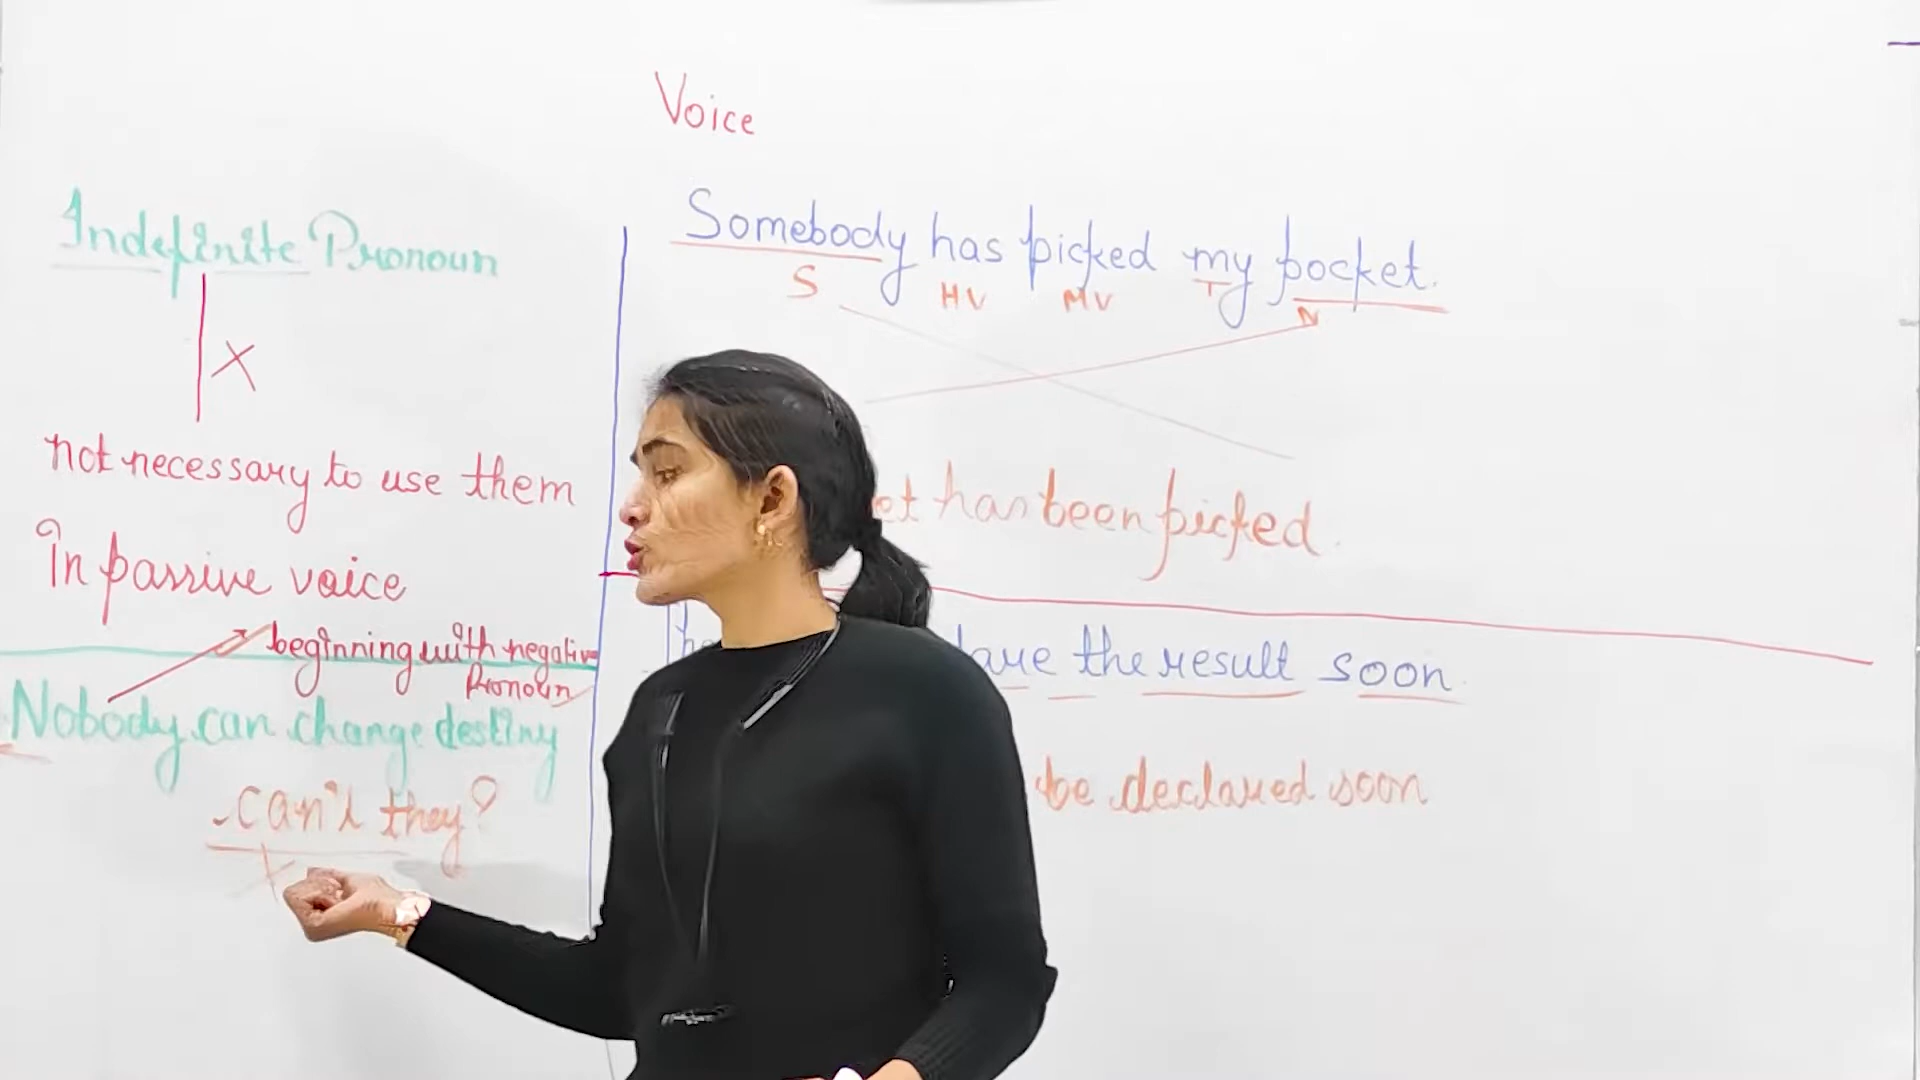 Voice
Indefinite Pronoun
X
not necessary to use them
In passive voice
beginning with negative
Pronoun
Nobody can change destiny
can't they?
X
Somebody has picked my pocket.
S HV MV T N
has been picked.
the result soon.
be declared soon